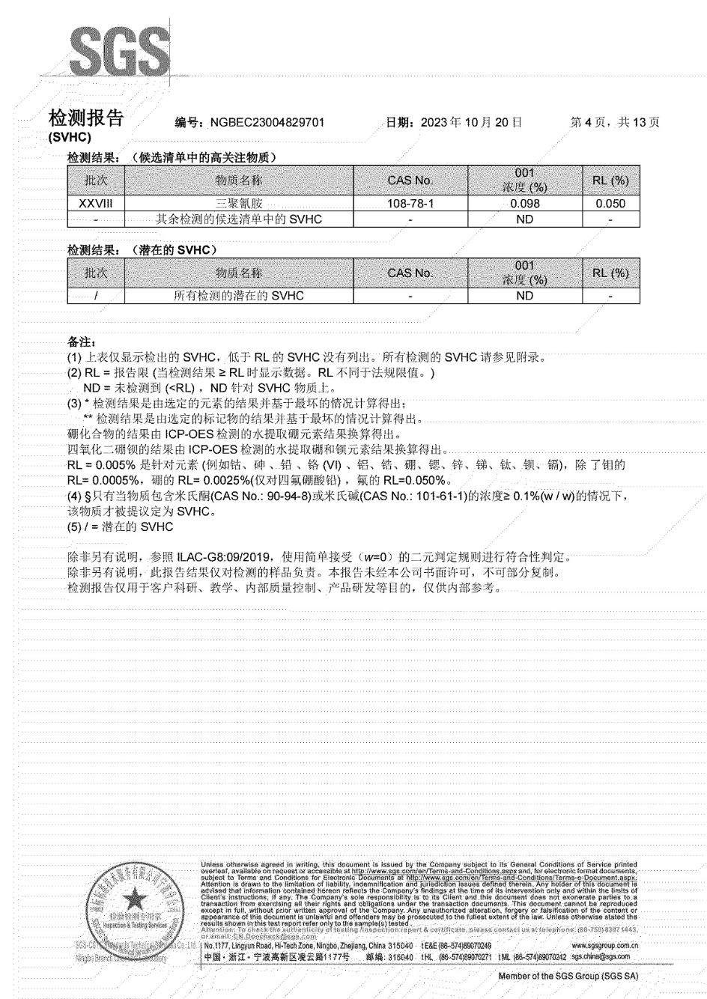 SGS
检测报告
(SVHC)
编号: NGBEC23004829701
日期: 2023 年 10 月 20 日
第 4 页, 共 13 页
检测结果: (候选清单中的高关注物质)
批次 物质名称 CAS No. 001 浓度 (%) RL (%)
XXVIII 三聚氰胺 108-78-1 0.098 0.050
- 其余检测的候选清单中的 SVHC - ND -
检测结果: (潜在的 SVHC)
批次 物质名称 CAS No. 001 浓度 (%) RL (%)
/ 所有检测的潜在的 SVHC - ND -
备注:
(1) 上表仅显示检出的 SVHC, 低于 RL 的 SVHC 没有列出。所有检测的 SVHC 请参见附录。
(2) RL = 报告限 (当检测结果 ≥ RL 时显示数据。RL 不同于法规限值。)
ND = 未检测到 (<RL) , ND 针对 SVHC 物质上。
(3) * 检测结果是由选定的元素的结果并基于最坏的情况计算得出;
** 检测结果是由选定的标记物的结果并基于最坏的情况计算得出。
硼化合物的结果由 ICP-OES 检测的水提取硼元素结果换算得出。
四氧化二硼钡的结果由 ICP-OES 检测的水提取硼和钡元素结果换算得出。
RL = 0.005% 是针对元素 (例如钴、砷 、铅 、铬 (VI) 、铝、锆、硼、锶、锌、锑、钛、钡、镉), 除 了钼的
RL= 0.0005%, 硼的 RL= 0.0025%(仅对四氟硼酸铅) , 氟的 RL=0.050%。
(4) §只有当物质包含米氏酮(CAS No.: 90-94-8)或米氏碱(CAS No.: 101-61-1)的浓度≥ 0.1%(w / w)的情况下,
该物质才被提议定为 SVHC。
(5) / = 潜在的 SVHC
除非另有说明, 参照 ILAC-G8:09/2019, 使用简单接受（w=0）的二元判定规则进行符合性判定。
除非另有说明, 此报告结果仅对检测的样品负责。本报告未经本公司书面许可, 不可部分复制。
检测报告仅用于客户科研、教学、内部质量控制、产品研发等目的, 仅供内部参考。
Unless otherwise agreed in writing, this document is issued by the Company subject to its General Conditions of Service printed
overleaf, available on request or accessible at http://www.sgs.com/en/Terms-and-Conditions.aspx and, for electronic format documents,
subject to Terms and Conditions for Electronic Documents at http://www.sgs.com/en/Terms-and-Conditions/Terms-e-Document.aspx.
Attention is drawn to the limitation of liability, indemnification and jurisdiction issues defined therein. Any holder of this document is
advised that information contained hereon reflects the Company's findings at the time of its intervention only and within the limits of
Client's instructions, if any. The Company's sole responsibility is to its Client and this document does not exonerate parties to a
transaction from exercising all their rights and obligations under the transaction documents. This document cannot be reproduced
except in full, without prior written approval of the Company. Any unauthorized alteration, forgery or falsification of the content or
appearance of this document is unlawful and offenders may be prosecuted to the fullest extent of the law. Unless otherwise stated the
results shown in this test report refer only to the sample(s) tested .
Attention: To check the authenticity of testing /inspection report & certificate, please contact us at telephone: (86-755) 8307 1443,
or email: CN.Doccheck@sgs.com
检验检测专用章
Inspection & Testing Services
No.1177, Lingyun Road, Hi-Tech Zone, Ningbo, Zhejiang, China 315040 t E&E (86-574)89070249 www.sgsgroup.com.cn
中国 · 浙江 · 宁波高新区凌云路1177号 邮编: 315040 t HL (86-574)89070271 t ML (86-574)89070242 sgs.china@sgs.com
Member of the SGS Group (SGS SA)